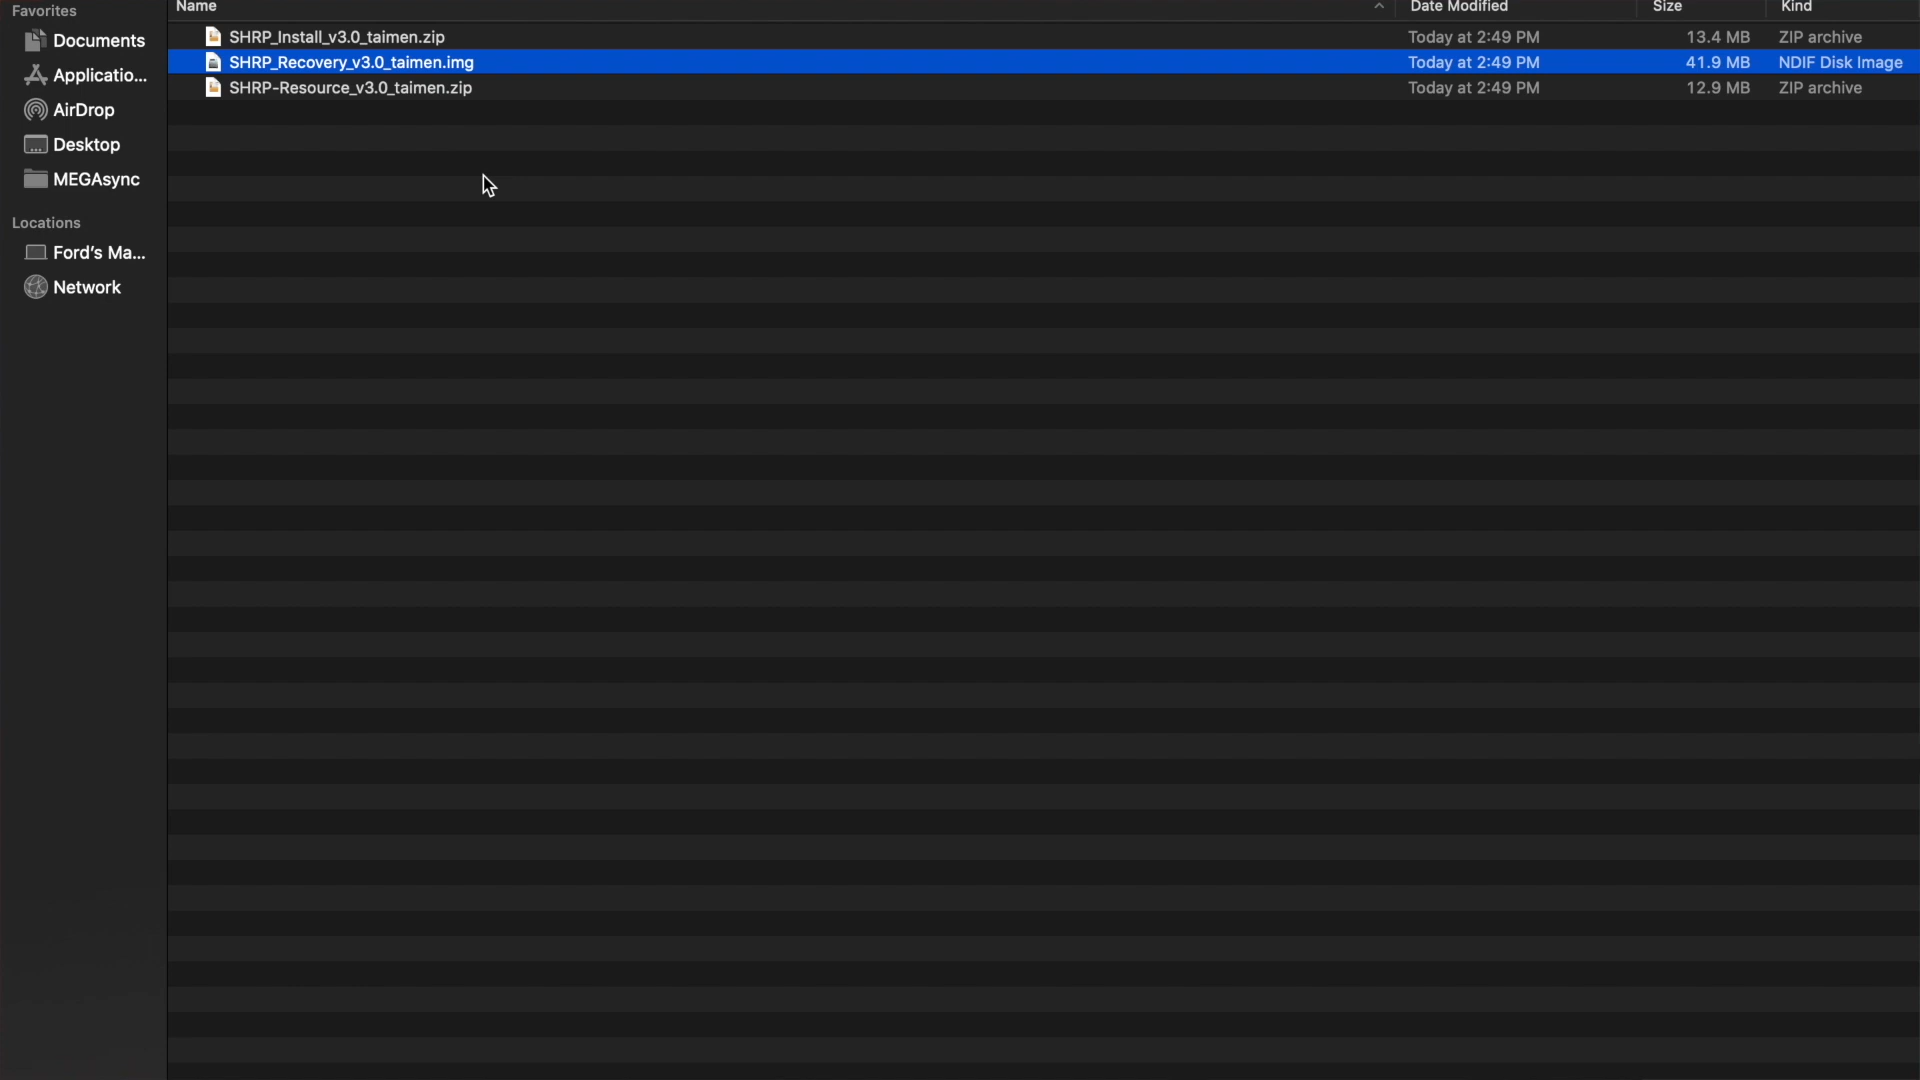 Favorites
Documents
Applicatio...
AirDrop
Desktop
MEGAsync
Locations
Ford's Ma...
Network
Name Date Modified Size Kind
SHRP_Install_v3.0_taimen.zip Today at 2:49 PM 13.4 MB ZIP archive
SHRP_Recovery_v3.0_taimen.img Today at 2:49 PM 41.9 MB NDIF Disk Image
SHRP-Resource_v3.0_taimen.zip Today at 2:49 PM 12.9 MB ZIP archive